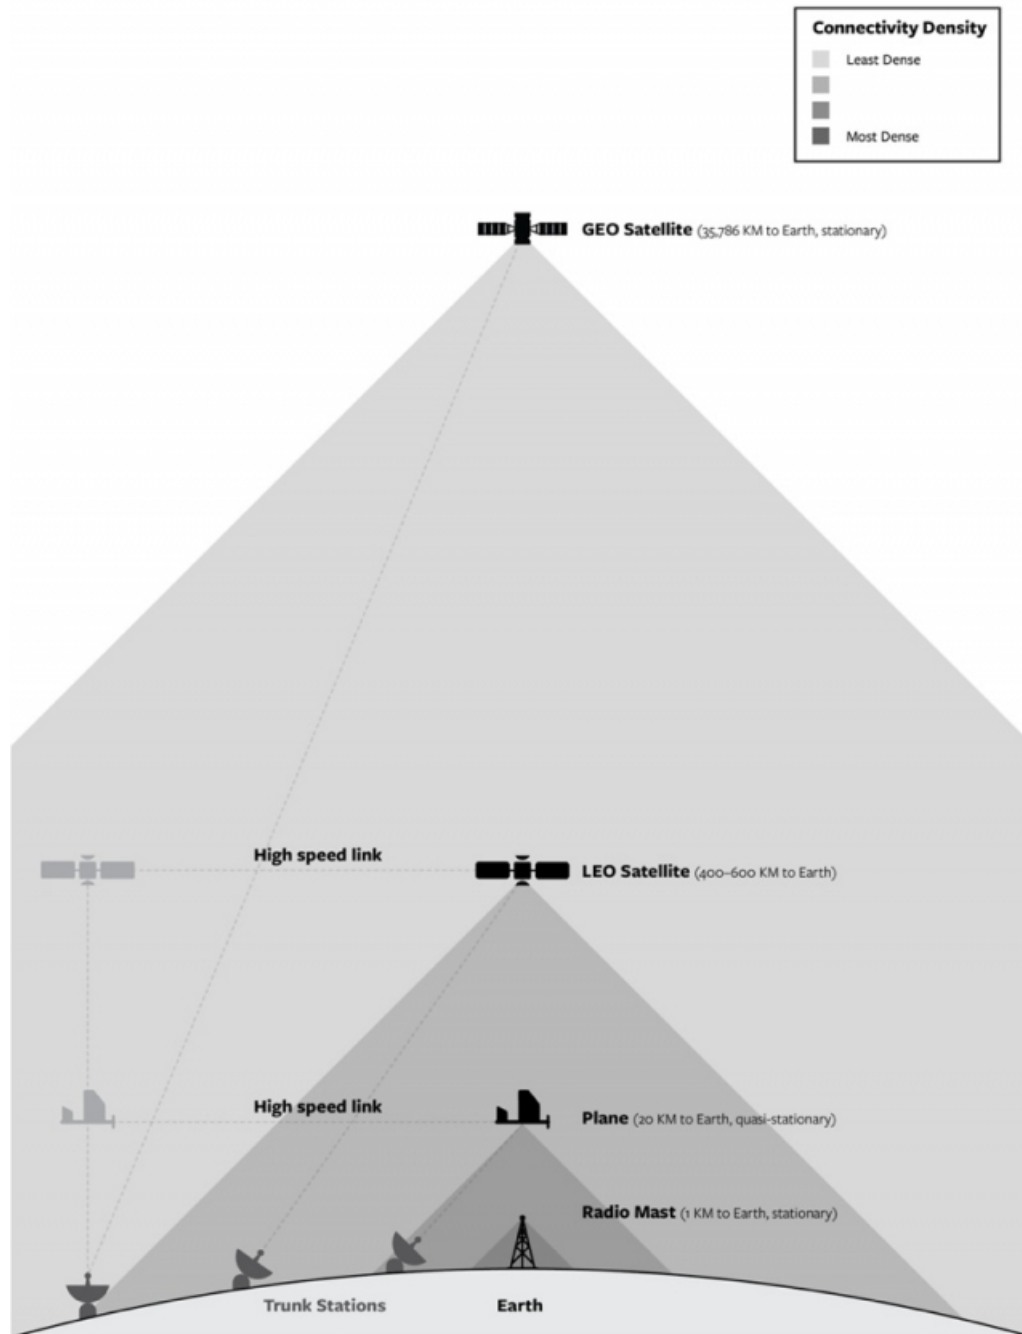 Connectivity Density
Least Dense
Most Dense
GEO Satellite (35,786 KM to Earth, stationary)
High speed link
LEO Satellite (400-600 KM to Earth)
High speed link
Plane (20 KM to Earth, quasi-stationary)
Radio Mast (1 KM to Earth, stationary)
Trunk Stations
Earth